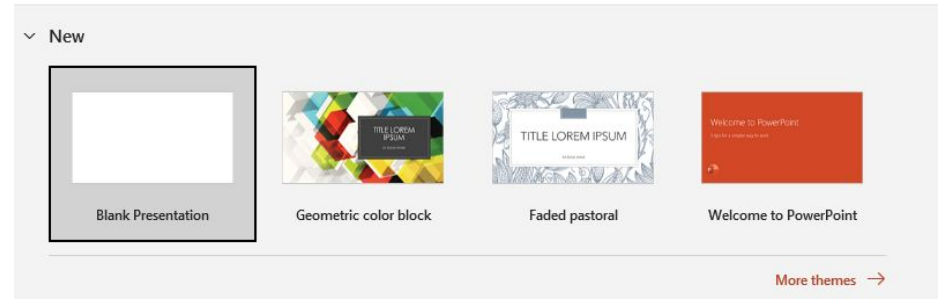 New
TITLE LOREM
IPSUM
TITLE LOREM IPSUM
Welcome to PowerPoint
Blank Presentation
Geometric color block
Faded pastoral
Welcome to PowerPoint
More themes